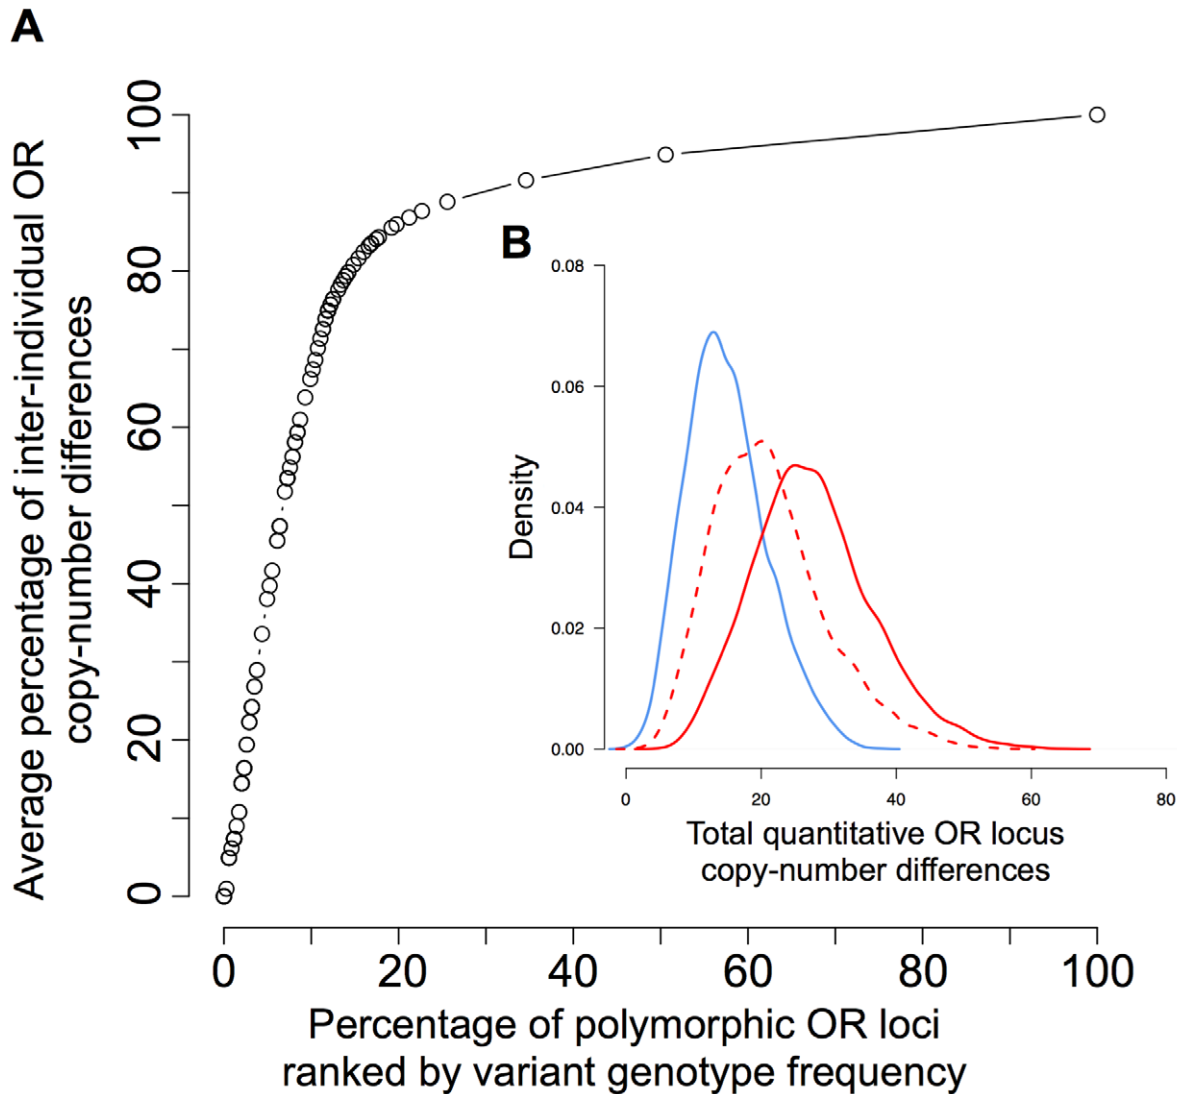 A
100
80
60
40
20
0
Average percentage of inter-individual OR
copy-number differences
0
20
40
60
80
100
Percentage of polymorphic OR loci
ranked by variant genotype frequency
B
0.08
0.06
0.04
0.02
0.00
Density
0
20
40
60
80
Total quantitative OR locus
copy-number differences